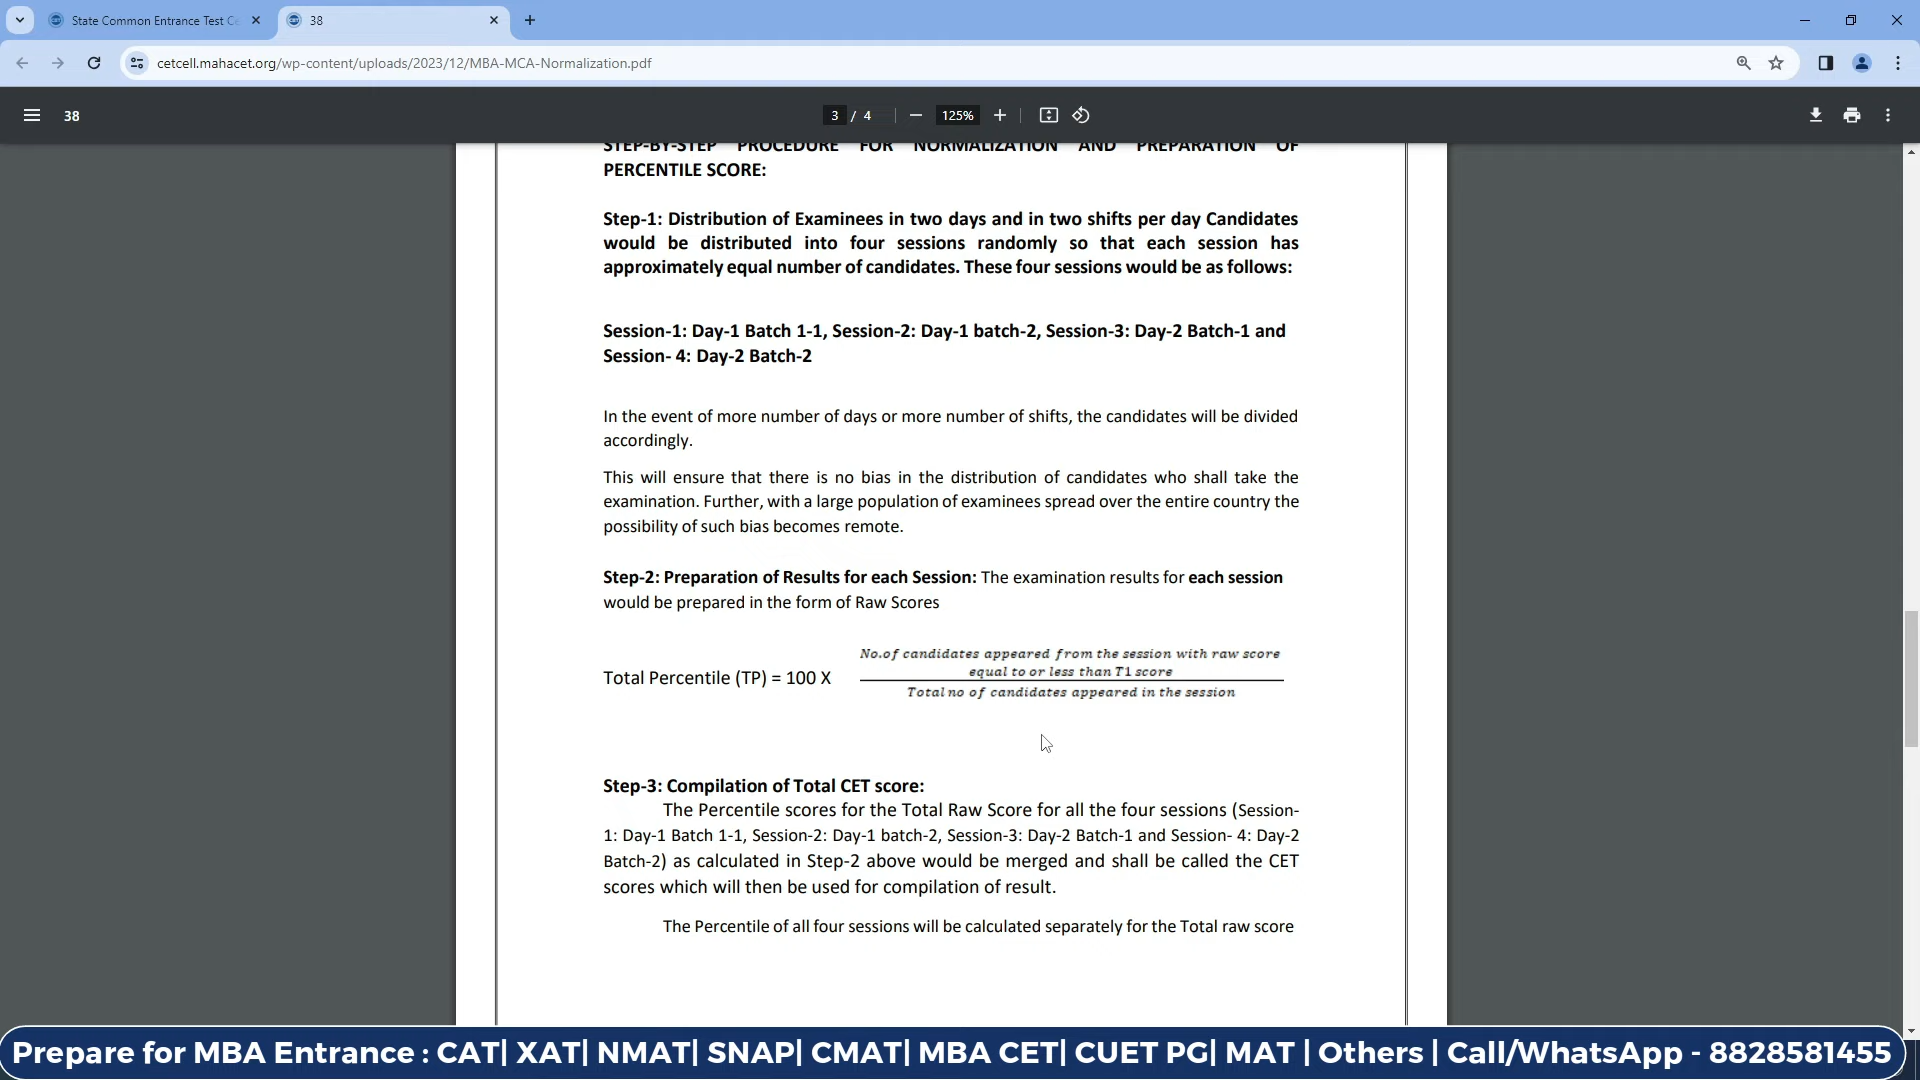 State Common Entrance Test C
38
cetcell.mahacet.org/wp-content/uploads/2023/12/MBA-MCA-Normalization.pdf
38
3 / 4
125%
STEP-BY-STEP PROCEDURE FOR NORMALIZATION AND PREPARATION OF
PERCENTILE SCORE:
Step-1: Distribution of Examinees in two days and in two shifts per day Candidates
would be distributed into four sessions randomly so that each session has
approximately equal number of candidates. These four sessions would be as follows:
Session-1: Day-1 Batch 1-1, Session-2: Day-1 batch-2, Session-3: Day-2 Batch-1 and
Session- 4: Day-2 Batch-2
In the event of more number of days or more number of shifts, the candidates will be divided
accordingly.
This will ensure that there is no bias in the distribution of candidates who shall take the
examination. Further, with a large population of examinees spread over the entire country the
possibility of such bias becomes remote.
Step-2: Preparation of Results for each Session: The examination results for each session
would be prepared in the form of Raw Scores
No.of candidates appeared from the session with raw score
equal to or less than T1 score
Total Percentile (TP) = 100 X
Total no of candidates appeared in the session
Step-3: Compilation of Total CET score:
The Percentile scores for the Total Raw Score for all the four sessions (Session-
1: Day-1 Batch 1-1, Session-2: Day-1 batch-2, Session-3: Day-2 Batch-1 and Session- 4: Day-2
Batch-2) as calculated in Step-2 above would be merged and shall be called the CET
scores which will then be used for compilation of result.
The Percentile of all four sessions will be calculated separately for the Total raw score
Prepare for MBA Entrance : CAT| XAT| NMAT| SNAP| CMAT| MBA CET| CUET PG| MAT | Others | Call/WhatsApp - 8828581455